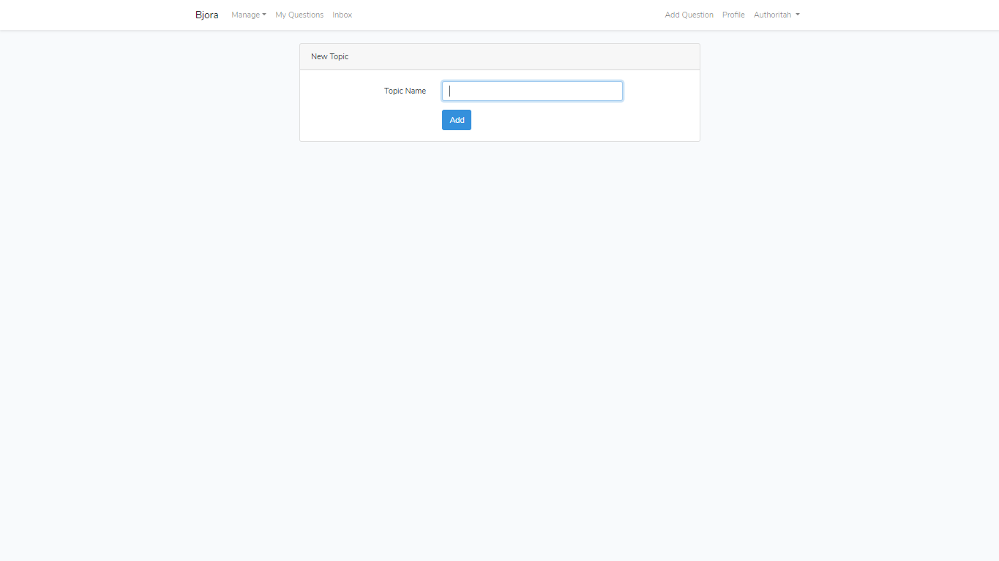 Bjora Manage My Questions Inbox Add Question Profile Authoritah
New Topic
Topic Name
Add